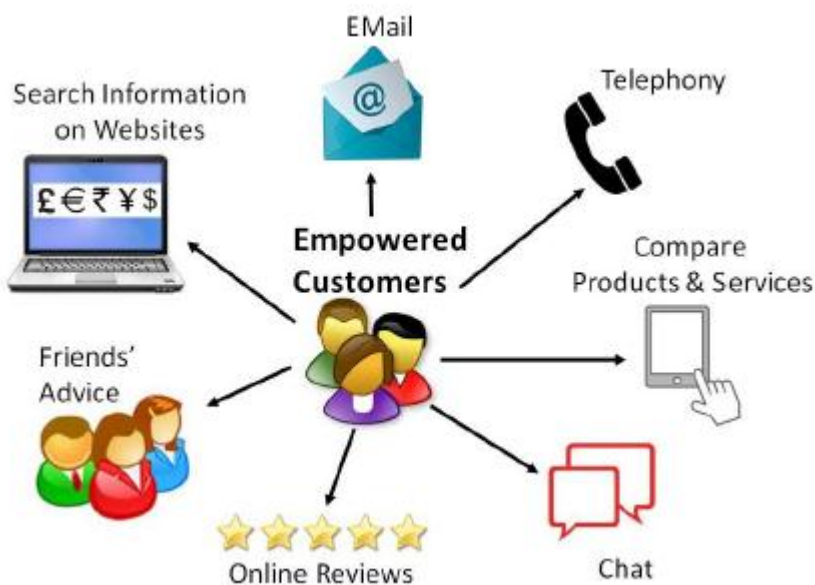 EMail
Telephony
Search Information
on Websites
£ € ₹ ¥ $
@
Empowered
Customers
Compare
Products & Services
Friends’
Advice
Online Reviews
Chat